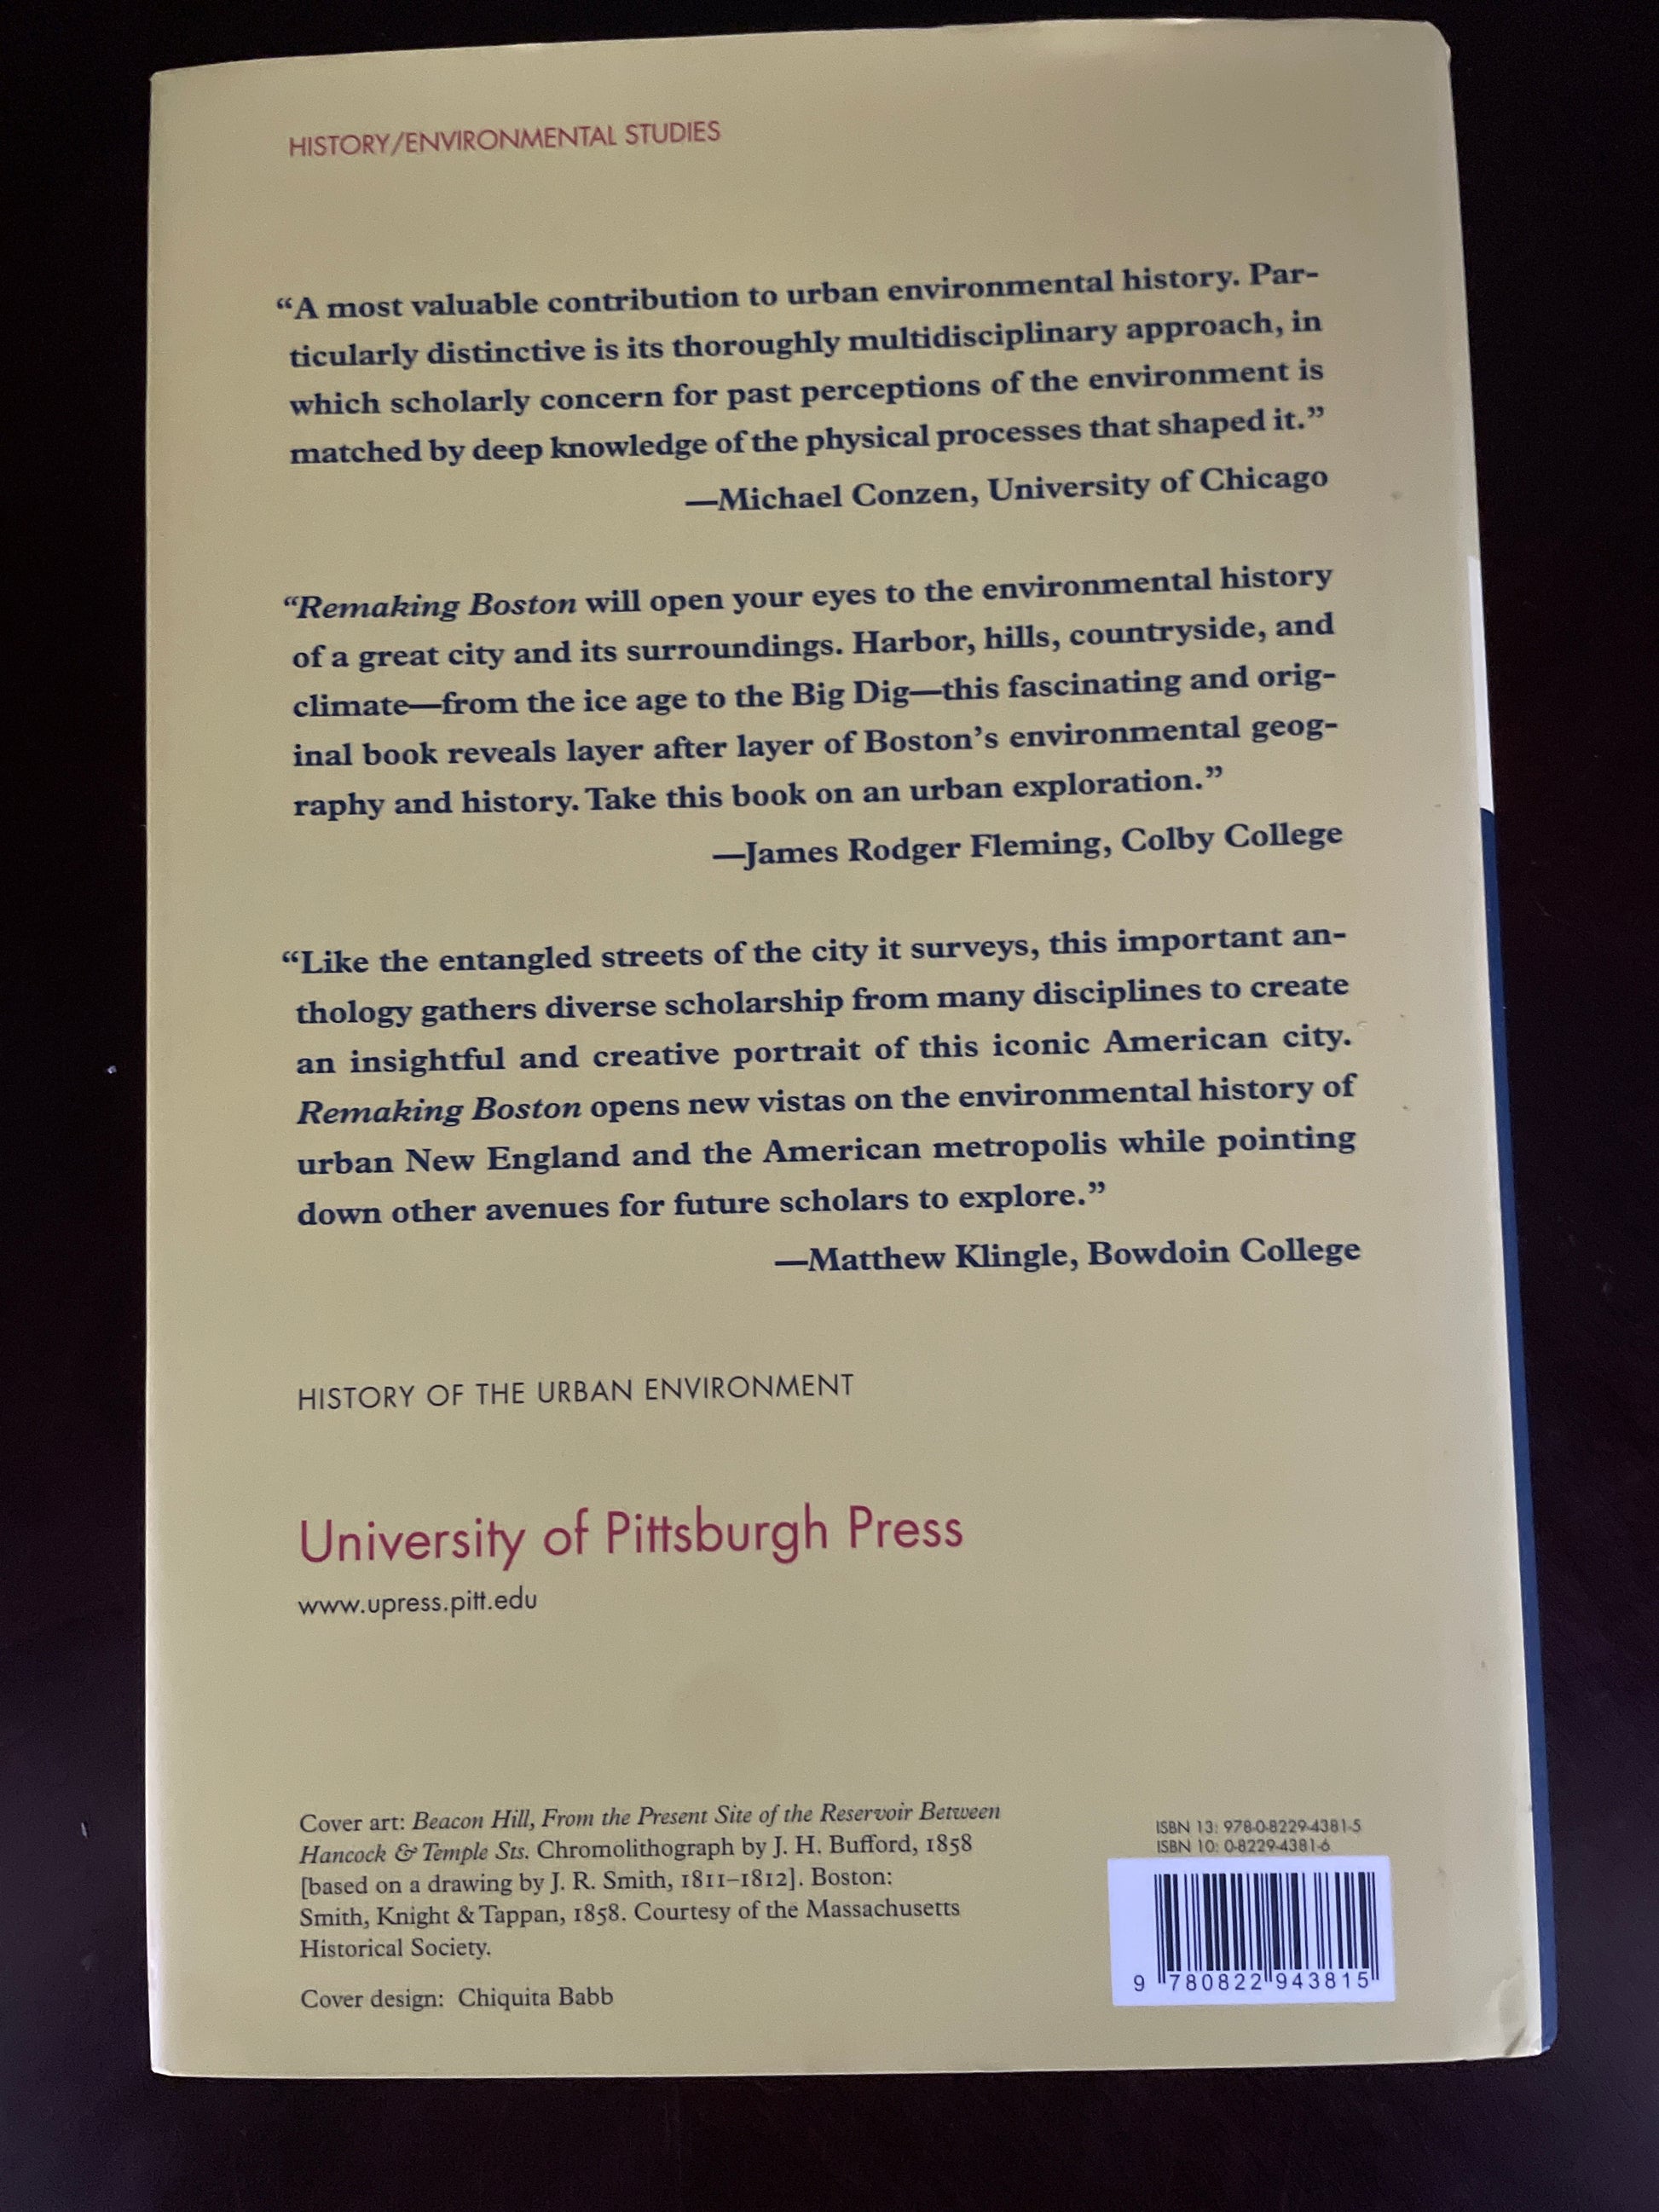 HISTORY/ENVIRONMENTAL STUDIES
“A most valuable contribution to urban environmental history. Par-
ticularly distinctive is its thoroughly multidisciplinary approach, in
which scholarly concern for past perceptions of the environment is
matched by deep knowledge of the physical processes that shaped it.”
—Michael Conzen, University of Chicago
“Remaking Boston will open your eyes to the environmental history
of a great city and its surroundings. Harbor, hills, countryside, and
climate—from the ice age to the Big Dig—this fascinating and orig-
inal book reveals layer after layer of Boston’s environmental geog-
raphy and history. Take this book on an urban exploration.”
—James Rodger Fleming, Colby College
“Like the entangled streets of the city it surveys, this important an-
thology gathers diverse scholarship from many disciplines to create
an insightful and creative portrait of this iconic American city.
Remaking Boston opens new vistas on the environmental history of
urban New England and the American metropolis while pointing
down other avenues for future scholars to explore.”
—Matthew Klingle, Bowdoin College
HISTORY OF THE URBAN ENVIRONMENT
University of Pittsburgh Press
www.upress.pitt.edu
Cover art: Beacon Hill, From the Present Site of the Reservoir Between
Hancock & Temple Sts. Chromolithograph by J. H. Bufford, 1858
[based on a drawing by J. R. Smith, 1811–1812]. Boston:
Smith, Knight & Tappan, 1858. Courtesy of the Massachusetts
Historical Society.
Cover design: Chiquita Babb
ISBN 13: 978-0-8229-4381-5
ISBN 10: 0-8229-4381-6
9 780822 943815